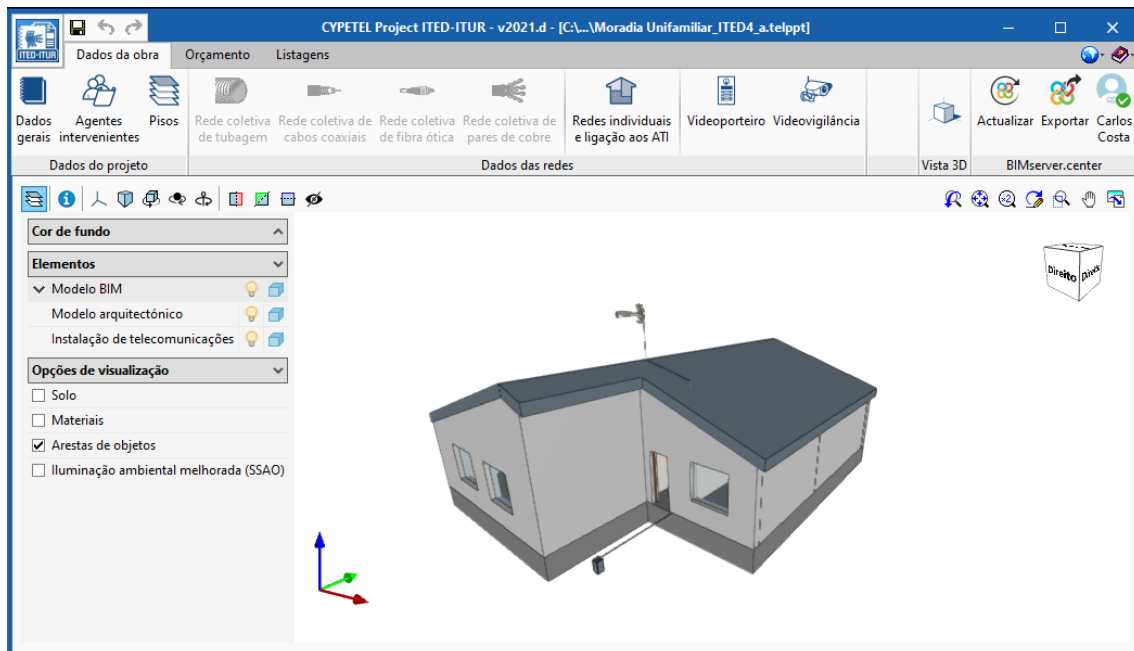 CYPETEL Project ITED-ITUR - v2021.d - [C:\...\Moradia Unifamiliar_ITED4_a.telppt]
ITED-ITUR
Dados da obra Orçamento Listagens
Dados gerais
Agentes intervenientes
Pisos
Rede coletiva de tubagem
Rede coletiva de cabos coaxiais
Rede coletiva de fibra ótica
Rede coletiva de pares de cobre
Redes individuais e ligação aos ATI
Videoporteiro
Videovigilância
Actualizar
Exportar
Carlos Costa
Dados do projeto
Dados das redes
Vista 3D
BIMserver.center
x2
Cor de fundo
Elementos
Modelo BIM
Modelo arquitectónico
Instalação de telecomunicações
Opções de visualização
Solo
Materiais
Arestas de objetos
Iluminação ambiental melhorada (SSAO)
Direito